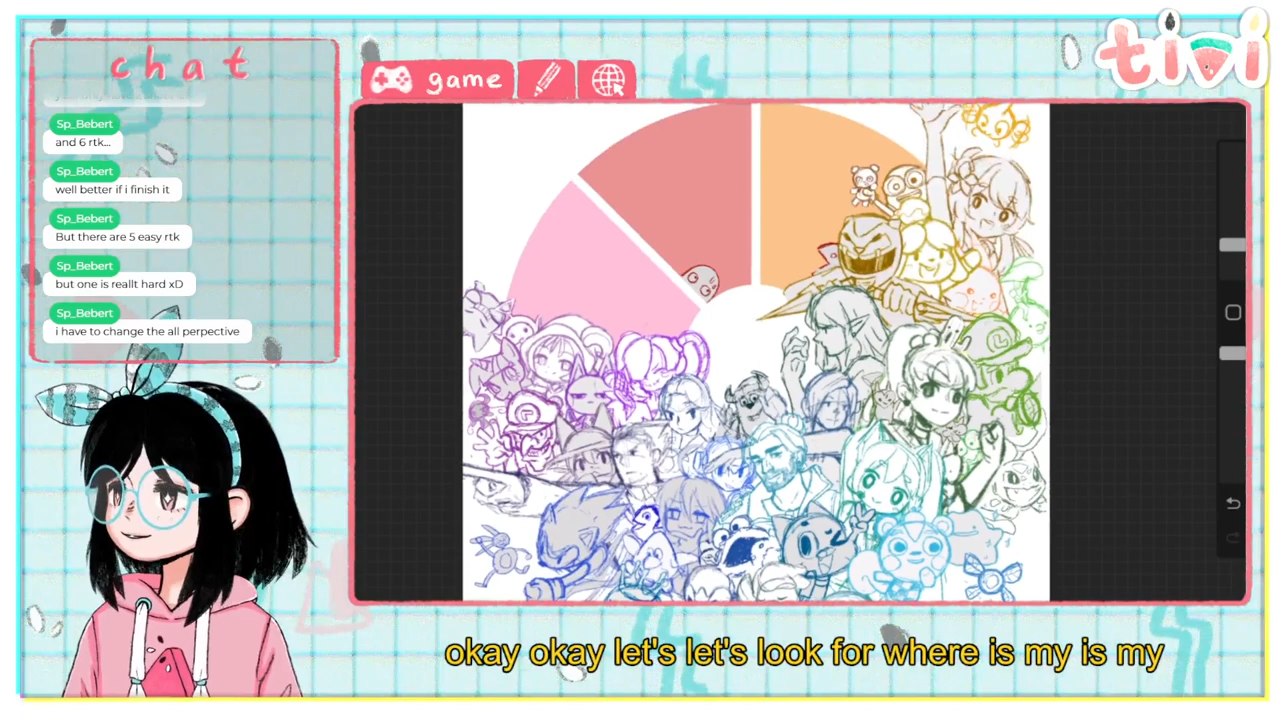 tivi
chat
game
Sp_Bebert
and 6 rtk...
Sp_Bebert
well better if i finish it
Sp_Bebert
But there are 5 easy rtk
Sp_Bebert
but one is reallt hard xD
Sp_Bebert
i have to change the all perpective
L
okay okay let's let's look for where is my is my